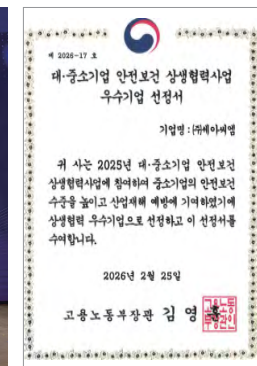 제 2026-17 호
대·중소기업 안전보건 상생협력사업
우수기업 선정서
기업명 : (주)세아씨엠
귀 사는 2025년 대·중소기업 안전보건
상생협력사업에 참여하여 중소기업의 안전보건
수준을 높이고 산업재해 예방에 기여하였기에
상생협력 우수기업으로 선정하고 이 선정서를
수여합니다.
2026년 2월 25일
고용노동부장관 김영훈